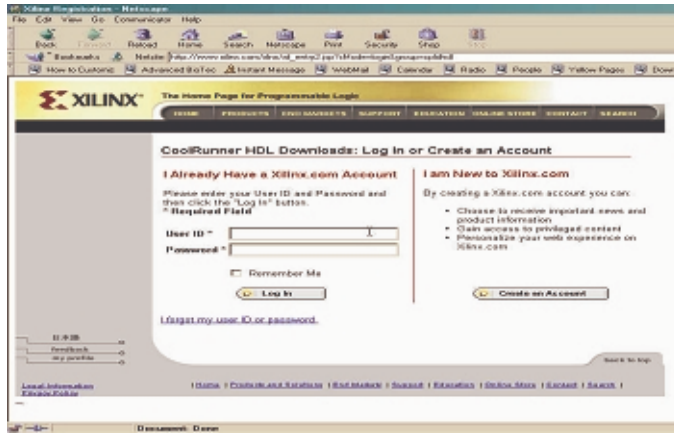 Xilinx Registration - Netscape
File Edit View Go Communicator Help
Back Forward Reload Home Search Netscape Print Security Shop Stop
Bookmarks
How to Customiz Advanced BioTec Instant Message WebMail Calendar Radio People Yellow Pages Down
XILINX The Home Page for Programmable Logic
HOME PRODUCTS END MARKETS SUPPORT EDUCATION ONLINE STORE CONTACT SEARCH
CoolRunner HDL Downloads: Log In or Create an Account
I Already Have a Xilinx.com Account
Please enter your User ID and Password and
then click the "Log In" button.
* Required Field
User ID *
Password *
Remember Me
Log In
I forgot my user ID or password.
I am New to Xilinx.com
By creating a Xilinx.com account you can:
• Choose to receive important news and
product information
• Gain access to privileged content
• Personalize your web experience on
Xilinx.com
Create an Account
日本語
feedback
my profile
back to top
Legal Information
Privacy Policy
| Home | Products and Solutions | End Markets | Support | Education | Online Store | Contact | Search |
Document: Done